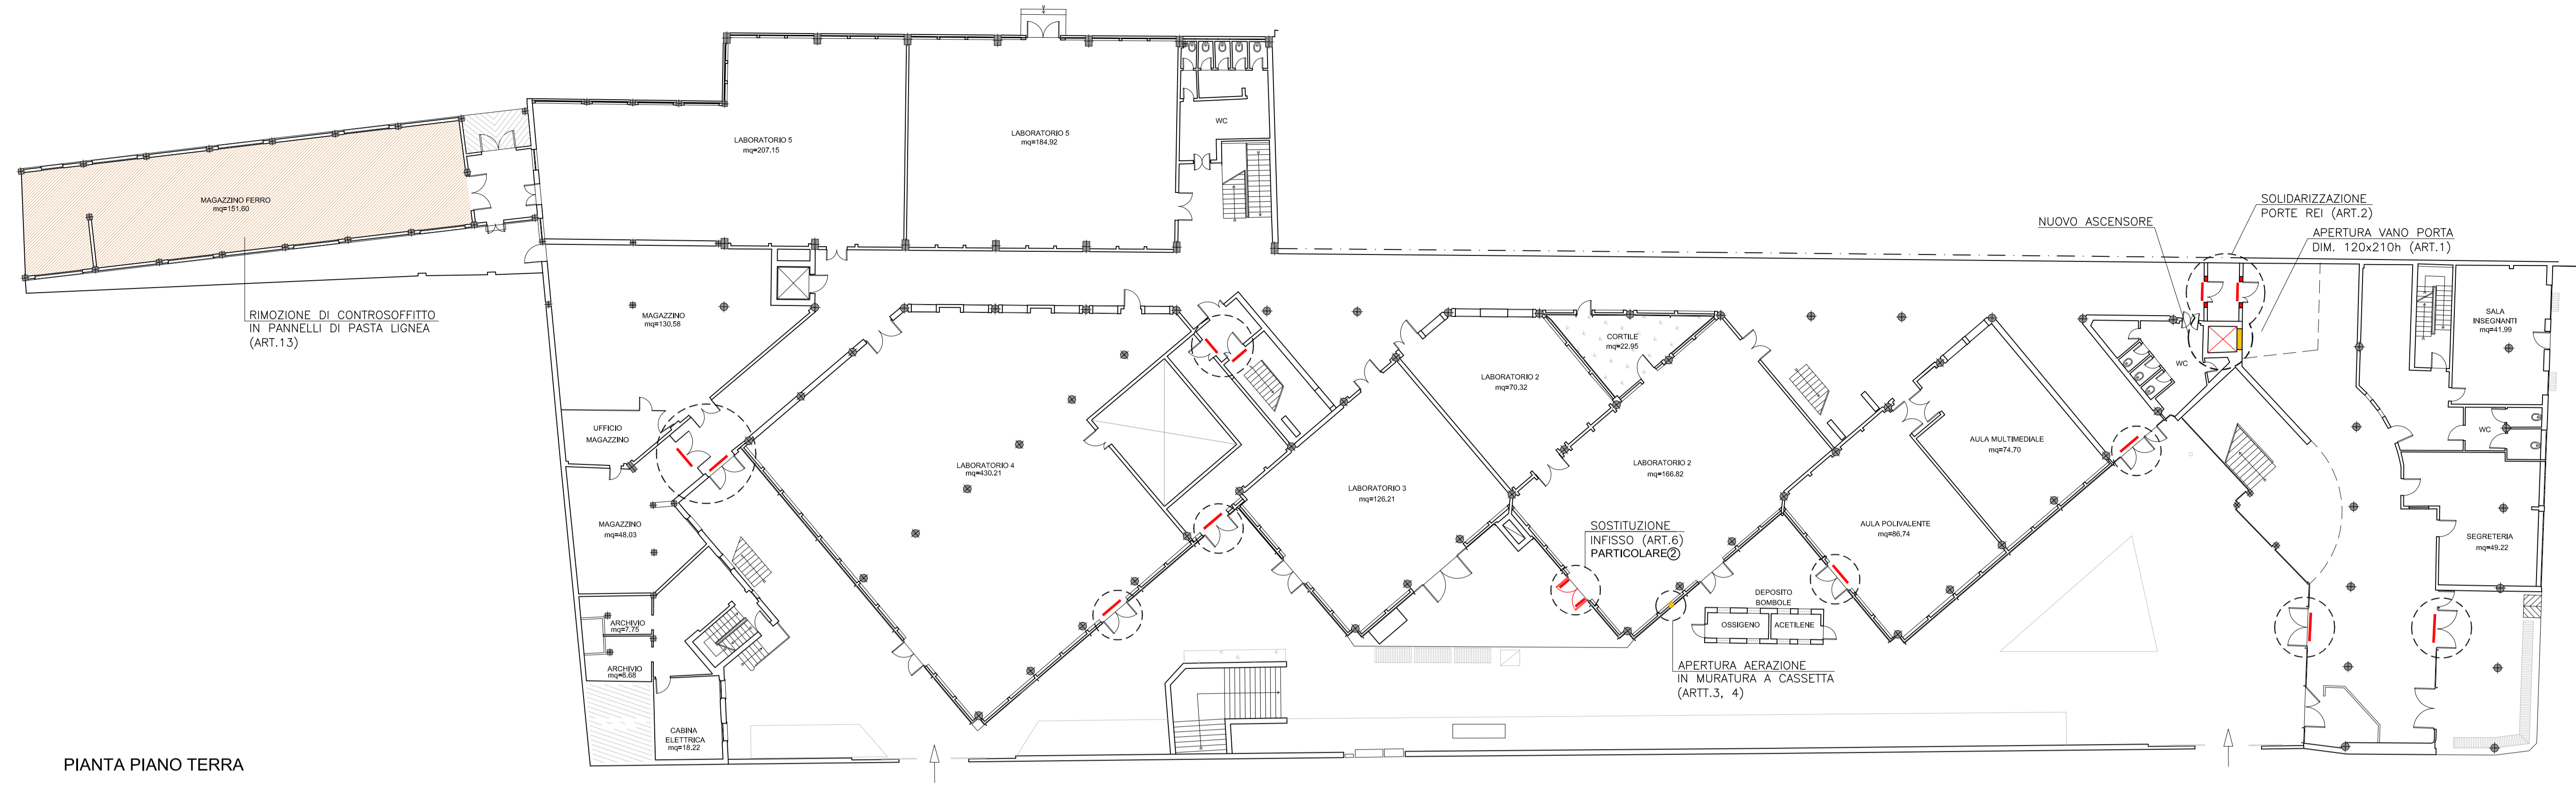 LABORATORIO 5
mq=207.15
LABORATORIO 5
mq=184.92
WC
MAGAZZINO FERRO
mq=151.60
RIMOZIONE DI CONTROSOFFITTO
IN PANNELLI DI PASTA LIGNEA
(ART.13)
MAGAZZINO
mq=130.58
UFFICIO
MAGAZZINO
MAGAZZINO
mq=48.03
ARCHIVIO
mq=7.75
ARCHIVIO
mq=8.68
CABINA
ELETTRICA
mq=18.22
LABORATORIO 4
mq=430.21
LABORATORIO 3
mq=126.21
LABORATORIO 2
mq=70.32
CORTILE
mq=22.95
LABORATORIO 2
mq=166.82
SOSTITUZIONE
INFISSO (ART.6)
PARTICOLARE 2
DEPOSITO
BOMBOLE
OSSIGENO
ACETILENE
APERTURA AERAZIONE
IN MURATURA A CASSETTA
(ARTT.3, 4)
AULA MULTIMEDIALE
mq=74.70
AULA POLIVALENTE
mq=86.74
NUOVO ASCENSORE
SOLIDARIZZAZIONE
PORTE REI (ART.2)
APERTURA VANO PORTA
DIM. 120x210h (ART.1)
WC
SALA
INSEGNANTI
mq=41.99
WC
SEGRETERIA
mq=49.22
PIANTA PIANO TERRA